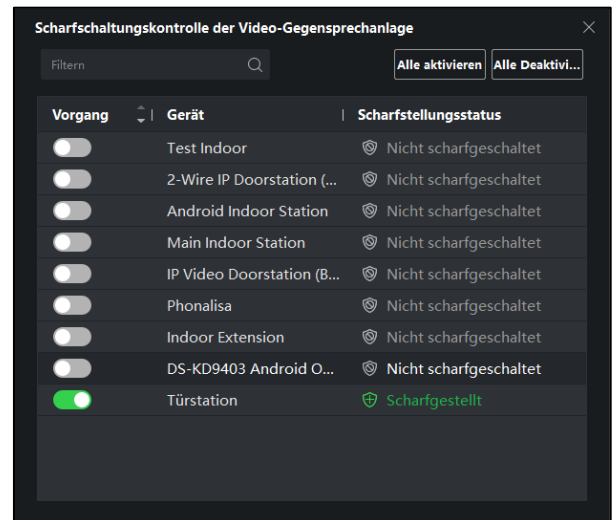 Scharfschaltungskontrolle der Video-Gegensprechanlage
Filtern
Alle aktivieren
Alle Deaktivi...
Vorgang Gerät Scharfstellungsstatus
Test Indoor Nicht scharfgeschaltet
2-Wire IP Doorstation (... Nicht scharfgeschaltet
Android Indoor Station Nicht scharfgeschaltet
Main Indoor Station Nicht scharfgeschaltet
IP Video Doorstation (B... Nicht scharfgeschaltet
Phonalisa Nicht scharfgeschaltet
Indoor Extension Nicht scharfgeschaltet
DS-KD9403 Android O... Nicht scharfgeschaltet
Türstation Scharfgestellt